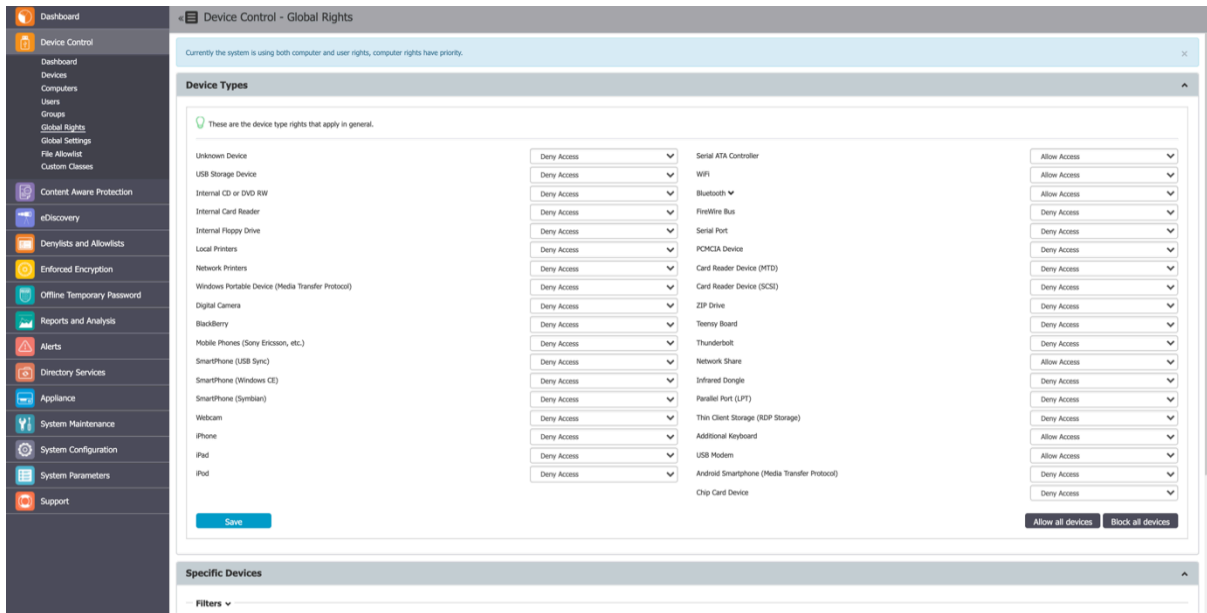 Dashboard
Device Control
Dashboard
Devices
Computers
Users
Groups
Global Rights
Global Settings
File Allowlist
Custom Classes
Content Aware Protection
eDiscovery
Denylists and Allowlists
Enforced Encryption
Offline Temporary Password
Reports and Analysis
Alerts
Directory Services
Appliance
System Maintenance
System Configuration
System Parameters
Support
Device Control - Global Rights
Currently the system is using both computer and user rights, computer rights have priority.
Device Types
These are the device type rights that apply in general.
Unknown Device Deny Access
USB Storage Device Deny Access
Internal CD or DVD RW Deny Access
Internal Card Reader Deny Access
Internal Floppy Drive Deny Access
Local Printers Deny Access
Network Printers Deny Access
Windows Portable Device (Media Transfer Protocol) Deny Access
Digital Camera Deny Access
BlackBerry Deny Access
Mobile Phones (Sony Ericsson, etc.) Deny Access
SmartPhone (USB Sync) Deny Access
SmartPhone (Windows CE) Deny Access
SmartPhone (Symbian) Deny Access
Webcam Deny Access
iPhone Deny Access
iPad Deny Access
iPod Deny Access
Serial ATA Controller Allow Access
WiFi Allow Access
Bluetooth Allow Access
FireWire Bus Deny Access
Serial Port Deny Access
PCMCIA Device Deny Access
Card Reader Device (MTD) Deny Access
Card Reader Device (SCSI) Deny Access
ZIP Drive Deny Access
Teensy Board Deny Access
Thunderbolt Deny Access
Network Share Allow Access
Infrared Dongle Deny Access
Parallel Port (LPT) Deny Access
Thin Client Storage (RDP Storage) Deny Access
Additional Keyboard Allow Access
USB Modem Allow Access
Android Smartphone (Media Transfer Protocol) Deny Access
Chip Card Device Deny Access
Save
Allow all devices
Block all devices
Specific Devices
Filters